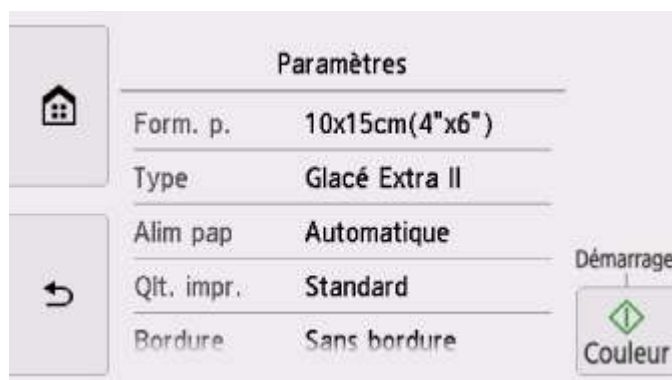 Paramètres
Form. p. 10x15cm(4"x6")
Type Glacé Extra II
Alim pap Automatique
Qlt. impr. Standard
Bordure Sans bordure
Démarrage
Couleur